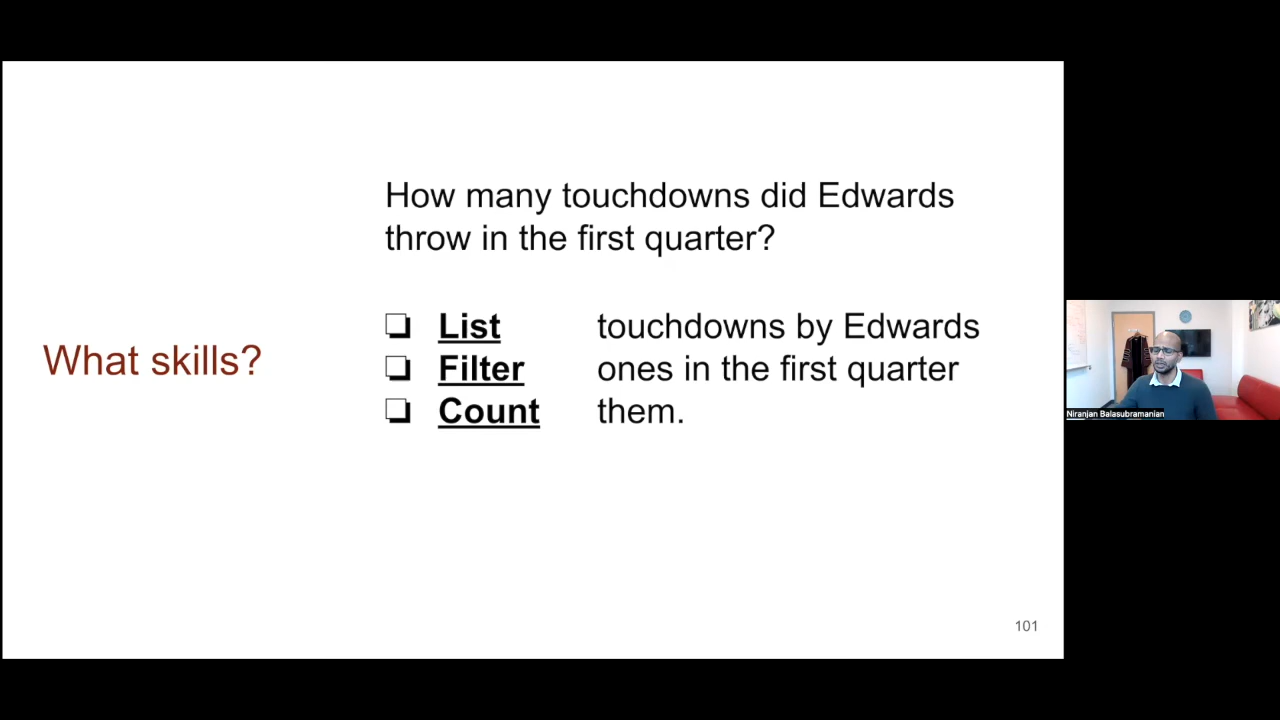 How many touchdowns did Edwards
throw in the first quarter?
What skills?
❏ List touchdowns by Edwards
❏ Filter ones in the first quarter
❏ Count them.
101
Niranjan Balasubramanian